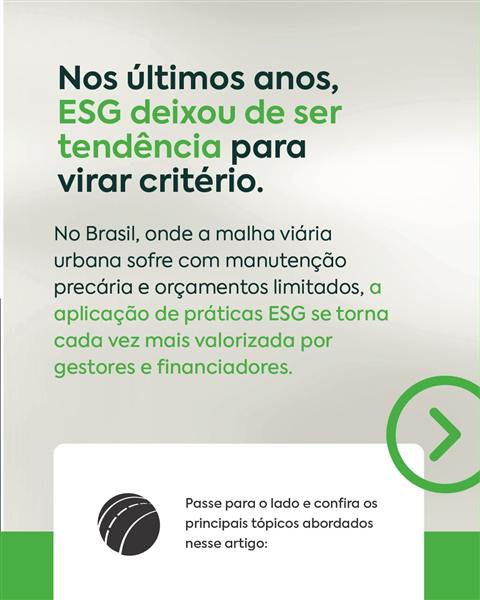 Nos últimos anos,
ESG deixou de ser
tendência para
virar critério.
No Brasil, onde a malha viária
urbana sofre com manutenção
precária e orçamentos limitados, a
aplicação de práticas ESG se torna
cada vez mais valorizada por
gestores e financiadores.
Passe para o lado e confira os
principais tópicos abordados
nesse artigo: